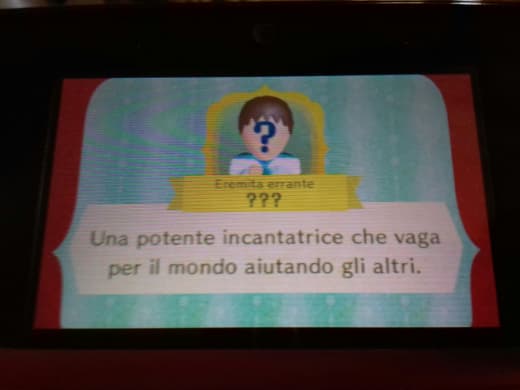 ?
Eremita errante
???
Una potente incantatrice che vaga
per il mondo aiutando gli altri.